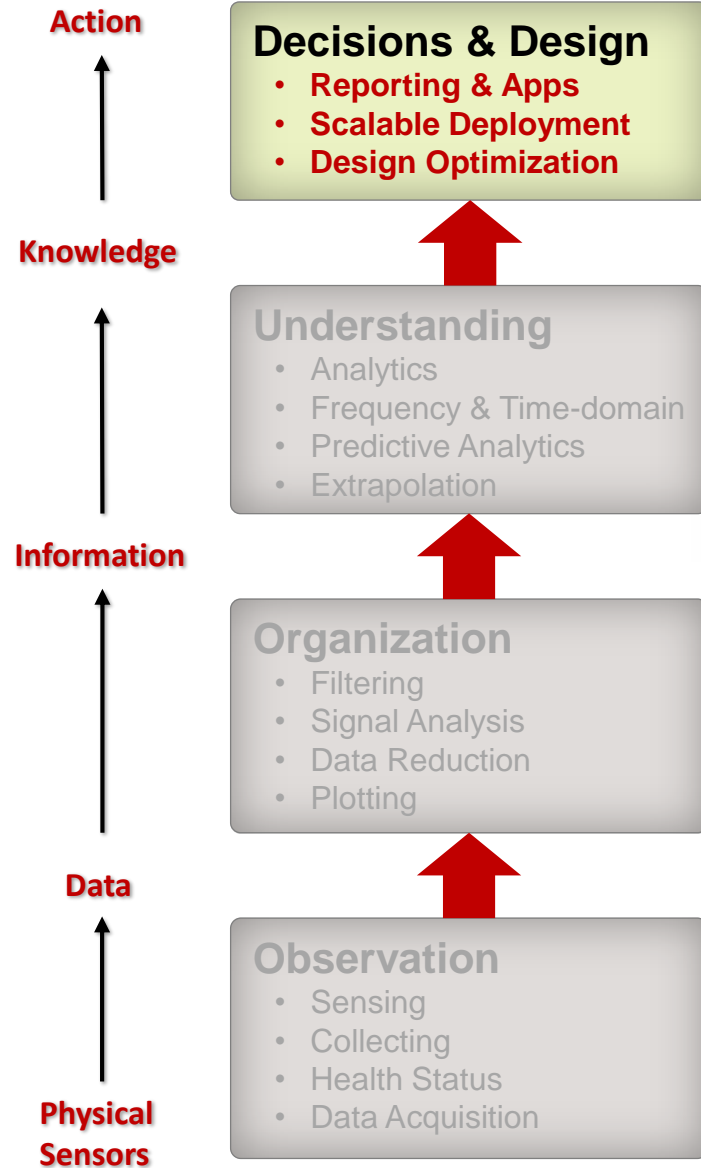 Action
Decisions & Design
• Reporting & Apps
• Scalable Deployment
• Design Optimization
Knowledge
Understanding
• Analytics
• Frequency & Time-domain
• Predictive Analytics
• Extrapolation
Information
Organization
• Filtering
• Signal Analysis
• Data Reduction
• Plotting
Data
Observation
• Sensing
• Collecting
• Health Status
• Data Acquisition
Physical
Sensors